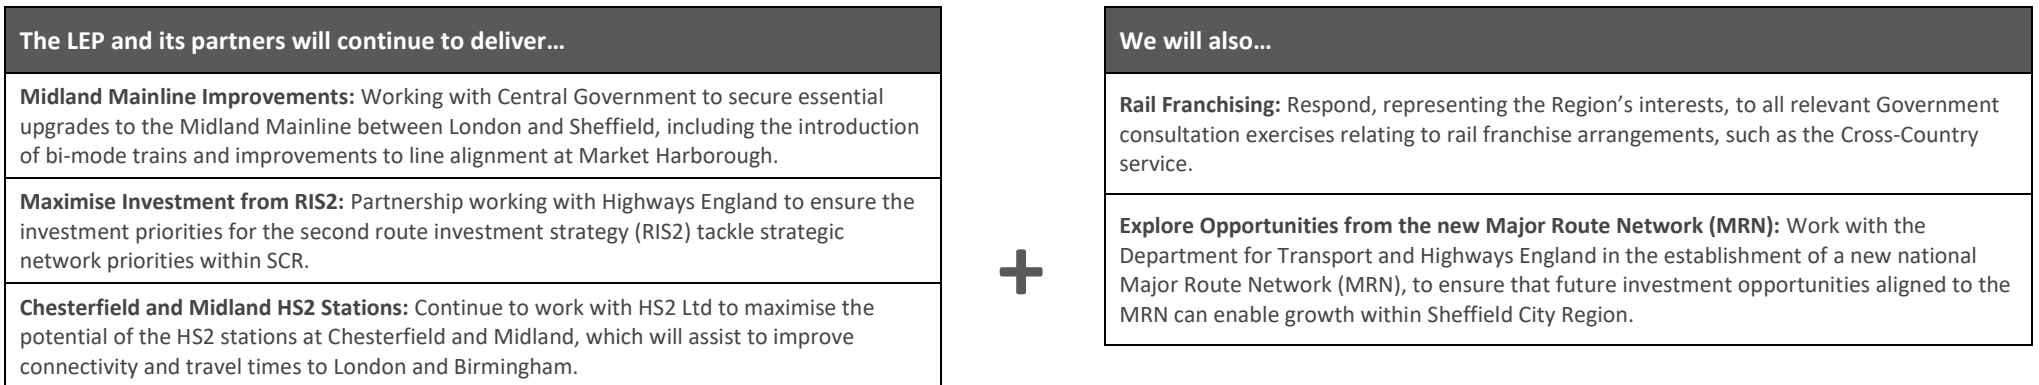 The LEP and its partners will continue to deliver…
Midland Mainline Improvements: Working with Central Government to secure essential
upgrades to the Midland Mainline between London and Sheffield, including the introduction
of bi-mode trains and improvements to line alignment at Market Harborough.
Maximise Investment from RIS2: Partnership working with Highways England to ensure the
investment priorities for the second route investment strategy (RIS2) tackle strategic
network priorities within SCR.
Chesterfield and Midland HS2 Stations: Continue to work with HS2 Ltd to maximise the
potential of the HS2 stations at Chesterfield and Midland, which will assist to improve
connectivity and travel times to London and Birmingham.
+
We will also…
Rail Franchising: Respond, representing the Region’s interests, to all relevant Government
consultation exercises relating to rail franchise arrangements, such as the Cross-Country
service.
Explore Opportunities from the new Major Route Network (MRN): Work with the
Department for Transport and Highways England in the establishment of a new national
Major Route Network (MRN), to ensure that future investment opportunities aligned to the
MRN can enable growth within Sheffield City Region.